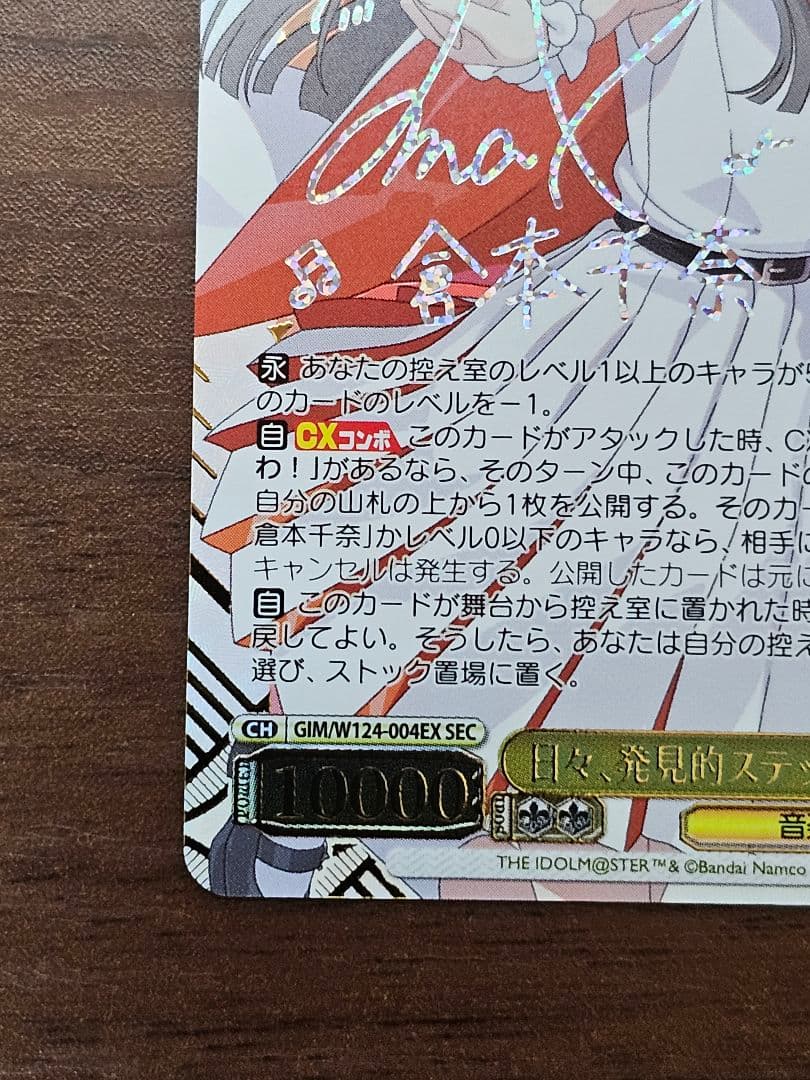 倉本千奈
永 あなたの控え室のレベル1以上のキャラが
のカードのレベルを－1。
自 CXコンボ このカードがアタックした時、C
わ！」があるなら、そのターン中、このカードの
自分の山札の上から1枚を公開する。そのカー
倉本千奈」かレベル0以下のキャラなら、相手に
キャンセルは発生する。公開したカードは元に
自 このカードが舞台から控え室に置かれた時
戻してよい。そうしたら、あなたは自分の控え
選び、ストック置場に置く。
CH GIM/W124-004EX SEC
日々、発見的ステッ
POWER 10000 SOUL
音
THE IDOLM@STER™& ©Bandai Namco